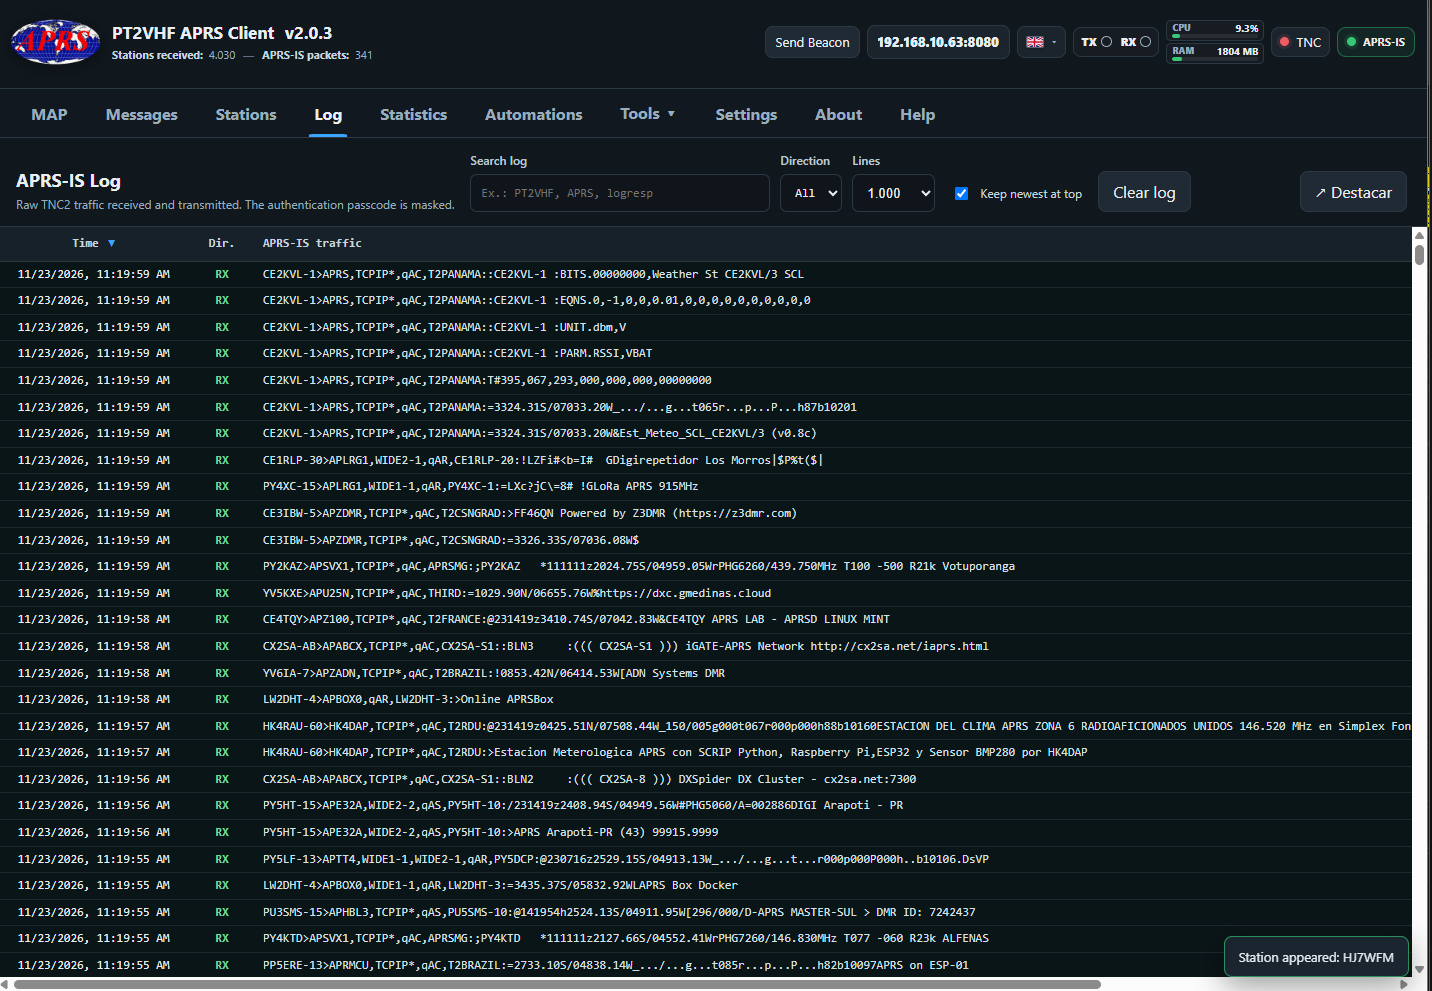 APRS
PT2VHF APRS Client v2.0.3
Stations received: 4.030 — APRS-IS packets: 341
Send Beacon
192.168.10.63:8080
TX RX
CPU 9.3%
RAM 1804 MB
TNC
APRS-IS
MAP Messages Stations Log Statistics Automations Tools ▼ Settings About Help
APRS-IS Log
Raw TNC2 traffic received and transmitted. The authentication passcode is masked.
Search log
Ex.: PT2VHF, APRS, logresp
Direction
All
Lines
1.000
Keep newest at top
Clear log
↗ Destacar
Time ▼ Dir. APRS-IS traffic
11/23/2026, 11:19:59 AM RX CE2KVL-1>APRS,TCPIP*,qAC,T2PANAMA::CE2KVL-1 :BITS.00000000,Weather St CE2KVL/3 SCL
11/23/2026, 11:19:59 AM RX CE2KVL-1>APRS,TCPIP*,qAC,T2PANAMA::CE2KVL-1 :EQNS.0,-1,0,0,0.01,0,0,0,0,0,0,0,0,0,0
11/23/2026, 11:19:59 AM RX CE2KVL-1>APRS,TCPIP*,qAC,T2PANAMA::CE2KVL-1 :UNIT.dbm,V
11/23/2026, 11:19:59 AM RX CE2KVL-1>APRS,TCPIP*,qAC,T2PANAMA::CE2KVL-1 :PARM.RSSI,VBAT
11/23/2026, 11:19:59 AM RX CE2KVL-1>APRS,TCPIP*,qAC,T2PANAMA:T#395,067,293,000,000,000,00000000
11/23/2026, 11:19:59 AM RX CE2KVL-1>APRS,TCPIP*,qAC,T2PANAMA:=3324.31S/07033.20W_.../...g...t065r...p...P...h87b10201
11/23/2026, 11:19:59 AM RX CE2KVL-1>APRS,TCPIP*,qAC,T2PANAMA:=3324.31S/07033.20W&Est_Meteo_SCL_CE2KVL/3 (v0.8c)
11/23/2026, 11:19:59 AM RX CE1RLP-30>APLRG1,WIDE2-1,qAR,CE1RLP-20:!LZFi#<b=I#  GDigirepetidor Los Morros|$P%t($|
11/23/2026, 11:19:59 AM RX PY4XC-15>APLRG1,WIDE1-1,qAR,PY4XC-1:=LXc?jC\=8# !GLoRa APRS 915MHz
11/23/2026, 11:19:59 AM RX CE3IBW-5>APZDMR,TCPIP*,qAC,T2CSNGRAD:>FF46QN Powered by Z3DMR (https://z3dmr.com)
11/23/2026, 11:19:59 AM RX CE3IBW-5>APZDMR,TCPIP*,qAC,T2CSNGRAD:=3326.33S/07036.08W$
11/23/2026, 11:19:59 AM RX PY2KAZ>APSVX1,TCPIP*,qAC,APRSMG:;PY2KAZ   *111111z2024.75S/04959.05WrPHG6260/439.750MHz T100 -500 R21k Votuporanga
11/23/2026, 11:19:59 AM RX YV5KXE>APU25N,TCPIP*,qAC,THIRD:=1029.90N/06655.76W%https://dxc.gmedinas.cloud
11/23/2026, 11:19:58 AM RX CE4TQY>APZ100,TCPIP*,qAC,T2FRANCE:@231419z3410.74S/07042.83W&CE4TQY APRS LAB - APRSD LINUX MINT
11/23/2026, 11:19:58 AM RX CX2SA-AB>APABCX,TCPIP*,qAC,CX2SA-S1::BLN3     :((( CX2SA-S1 ))) iGATE-APRS Network http://cx2sa.net/iaprs.html
11/23/2026, 11:19:58 AM RX YV6IA-7>APZADN,TCPIP*,qAC,T2BRAZIL:!0853.42N/06414.53W[ADN Systems DMR
11/23/2026, 11:19:58 AM RX LW2DHT-4>APBOX0,qAR,LW2DHT-3:>Online APRSBox
11/23/2026, 11:19:57 AM RX HK4RAU-60>HK4DAP,TCPIP*,qAC,T2RDU:@231419z0425.51N/07508.44W_150/005g000t067r000p000h88b10160ESTACION DEL CLIMA APRS ZONA 6 RADIOAFICIONADOS UNIDOS 146.520 MHz en Simplex Fon
11/23/2026, 11:19:57 AM RX HK4RAU-60>HK4DAP,TCPIP*,qAC,T2RDU:>Estacion Meterologica APRS con SCRIP Python, Raspberry Pi,ESP32 y Sensor BMP280 por HK4DAP
11/23/2026, 11:19:56 AM RX CX2SA-AB>APABCX,TCPIP*,qAC,CX2SA-S1::BLN2     :((( CX2SA-8 ))) DXSpider DX Cluster - cx2sa.net:7300
11/23/2026, 11:19:56 AM RX PY5HT-15>APE32A,WIDE2-2,qAS,PY5HT-10:/231419z2408.94S/04949.56W#PHG5060/A=002886DIGI Arapoti - PR
11/23/2026, 11:19:56 AM RX PY5HT-15>APE32A,WIDE2-2,qAS,PY5HT-10:>APRS Arapoti-PR (43) 99915.9999
11/23/2026, 11:19:55 AM RX PY5LF-13>APTT4,WIDE1-1,WIDE2-1,qAR,PY5DCP:@230716z2529.15S/04913.13W_.../...g...t...r000p000P000h..b10106.DsVP
11/23/2026, 11:19:55 AM RX LW2DHT-4>APBOX0,WIDE1-1,qAR,LW2DHT-3:=3435.37S/05832.92WLAPRS Box Docker
11/23/2026, 11:19:55 AM RX PU3SMS-15>APHBL3,TCPIP*,qAS,PU5SMS-10:@141954h2524.13S/04911.95W[296/000/D-APRS MASTER-SUL > DMR ID: 7242437
11/23/2026, 11:19:55 AM RX PY4KTD>APSVX1,TCPIP*,qAC,APRSMG:;PY4KTD   *111111z2127.66S/04552.41WrPHG7260/146.830MHz T077 -060 R23k ALFENAS
11/23/2026, 11:19:55 AM RX PP5ERE-13>APRMCU,TCPIP*,qAC,T2BRAZIL:=2733.10S/04838.14W_.../...g...t085r...p...P...h82b10097APRS on ESP-01
Station appeared: HJ7WFM